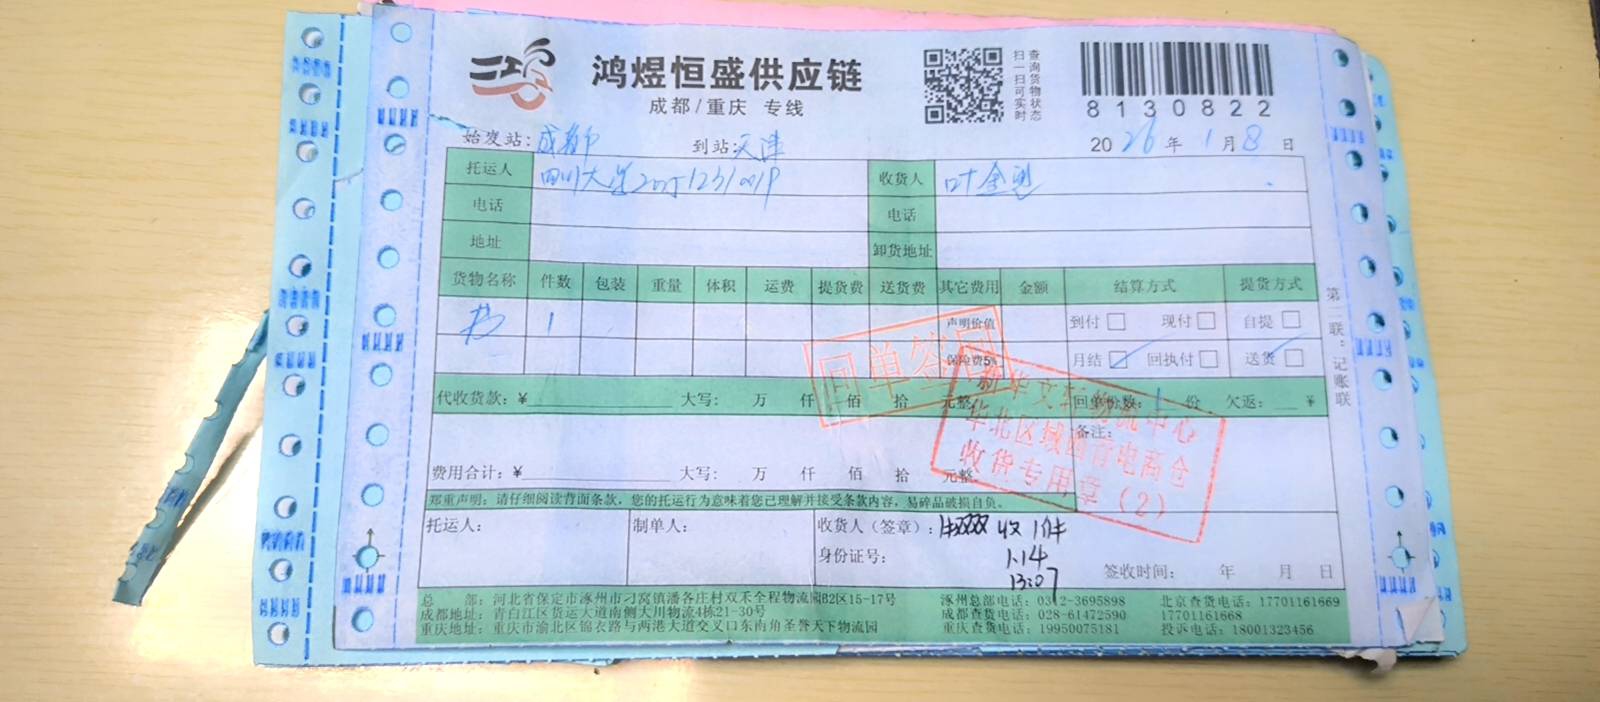 鸿煜恒盛供应链
成都/重庆 专线
查询货物状态
扫一扫可实时
8130822
始发站：成都 到站：天津 2026年1月8日
托运人 四川大学20251231001P 收货人 叶金
电话 电话
地址 卸货地址
货物名称 件数 包装 重量 体积 运费 提货费 送货费 其它费用 金额 结算方式 提货方式
书 1 声明价值 到付 现付 自提
保险费5‰ 月结 回执付 送货
回单签回
代收货款：¥ 大写： 万 仟 佰 拾 元整 回单份数：1 份 欠返： ¥
备注：
费用合计：¥ 大写： 万 仟 佰 拾 元整
新华文轩物流中心
华北区域图音电商仓
收货专用章（2）
郑重声明：请仔细阅读背面条款，您的托运行为意味着您已理解并接受条款内容，易碎品破损自负。
托运人： 制单人： 收货人（签章）： 收1件
身份证号： 1.14
13:07
签收时间： 年 月 日
总 部：河北省保定市涿州市刁窝镇潘各庄村双禾全程物流园B2区15-17号 涿州总部电话：0312-3695898 北京查货电话：17701161669
成都地址：青白江区货运大道南侧大川物流4栋21-30号 成都查货电话：028-61472590 17701161668
重庆地址：重庆市渝北区锦衣路与两港大道交叉口东南角圣誉天下物流园 重庆查货电话：19950075181 投诉电话：18001323456
第二联：记账联